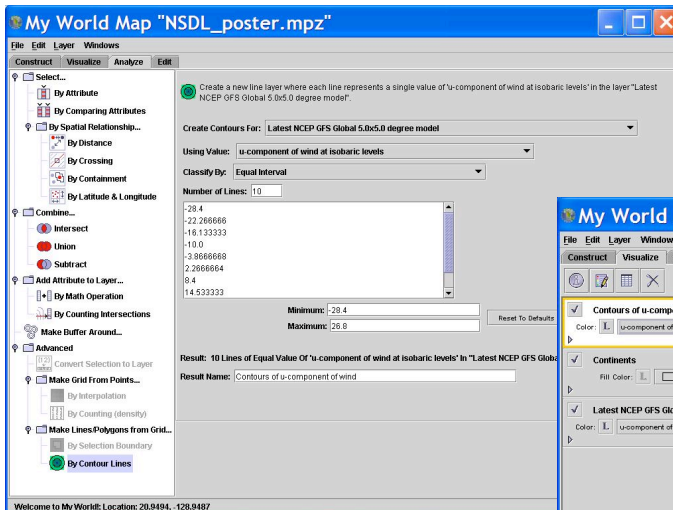 My World Map "NSDL_poster.mpz"
File Edit Layer Windows
Construct Visualize Analyze Edit
Select...
By Attribute
By Comparing Attributes
By Spatial Relationship...
By Distance
By Crossing
By Containment
By Latitude & Longitude
Combine...
Intersect
Union
Subtract
Add Attribute to Layer...
By Math Operation
By Counting Intersections
Make Buffer Around...
Advanced
Convert Selection to Layer
Make Grid From Points...
By Interpolation
By Counting (density)
Make Lines/Polygons from Grid...
By Selection Boundary
By Contour Lines
Create a new line layer where each line represents a single value of 'u-component of wind at isobaric levels' in the layer "Latest
NCEP GFS Global 5.0x5.0 degree model".
Create Contours For: Latest NCEP GFS Global 5.0x5.0 degree model
Using Value: u-component of wind at isobaric levels
Classify By: Equal Interval
Number of Lines: 10
-28.4
-22.266666
-16.133333
-10.0
-3.8666668
2.2666664
8.4
14.533333
Minimum: -28.4
Maximum: 26.8
Reset To Defaults
Result: 10 Lines of Equal Value Of 'u-component of wind at isobaric levels' In "Latest NCEP GFS Globa
Result Name: Contours of u-component of wind
Welcome to My World!: Location: 20.9494, -128.9487
My World
File Edit Layer Window
Construct Visualize
Contours of u-compo
Color: L u-component of
Continents
Fill Color: L
Latest NCEP GFS Glo
Color: L u-component of